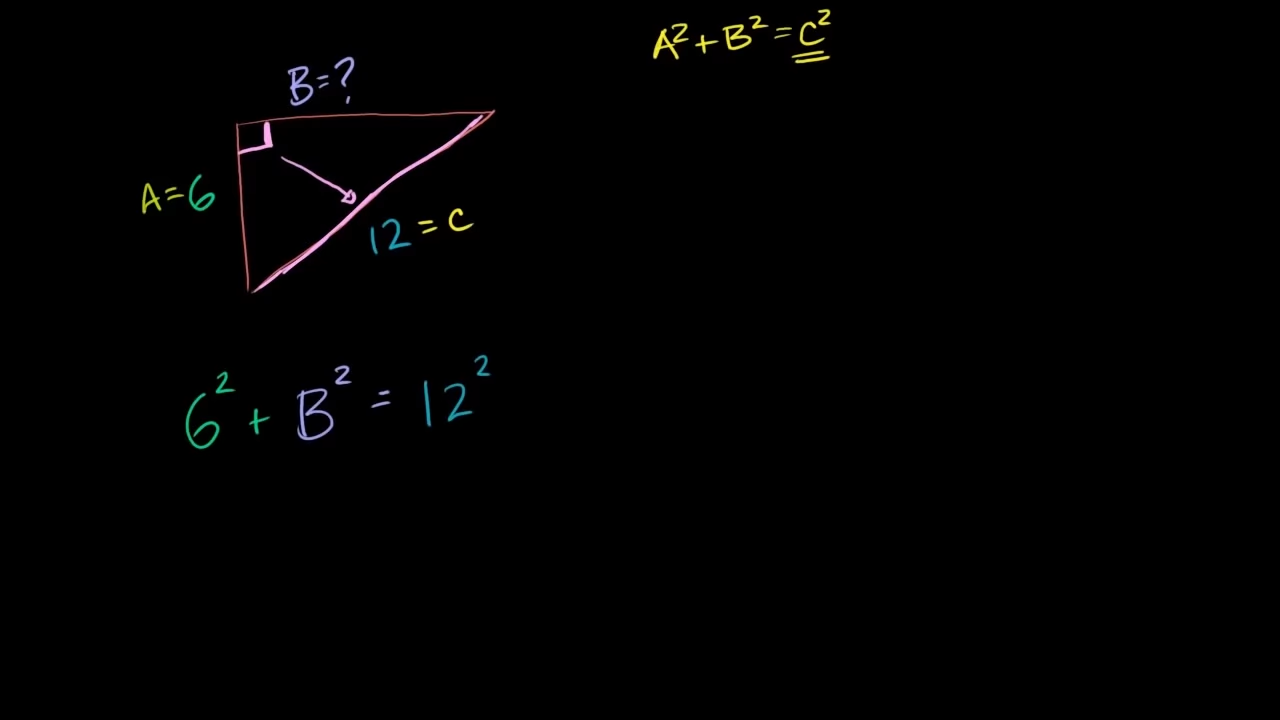 A² + B² = C²
B = ?
A = 6
12 = C
6² + B² = 12²